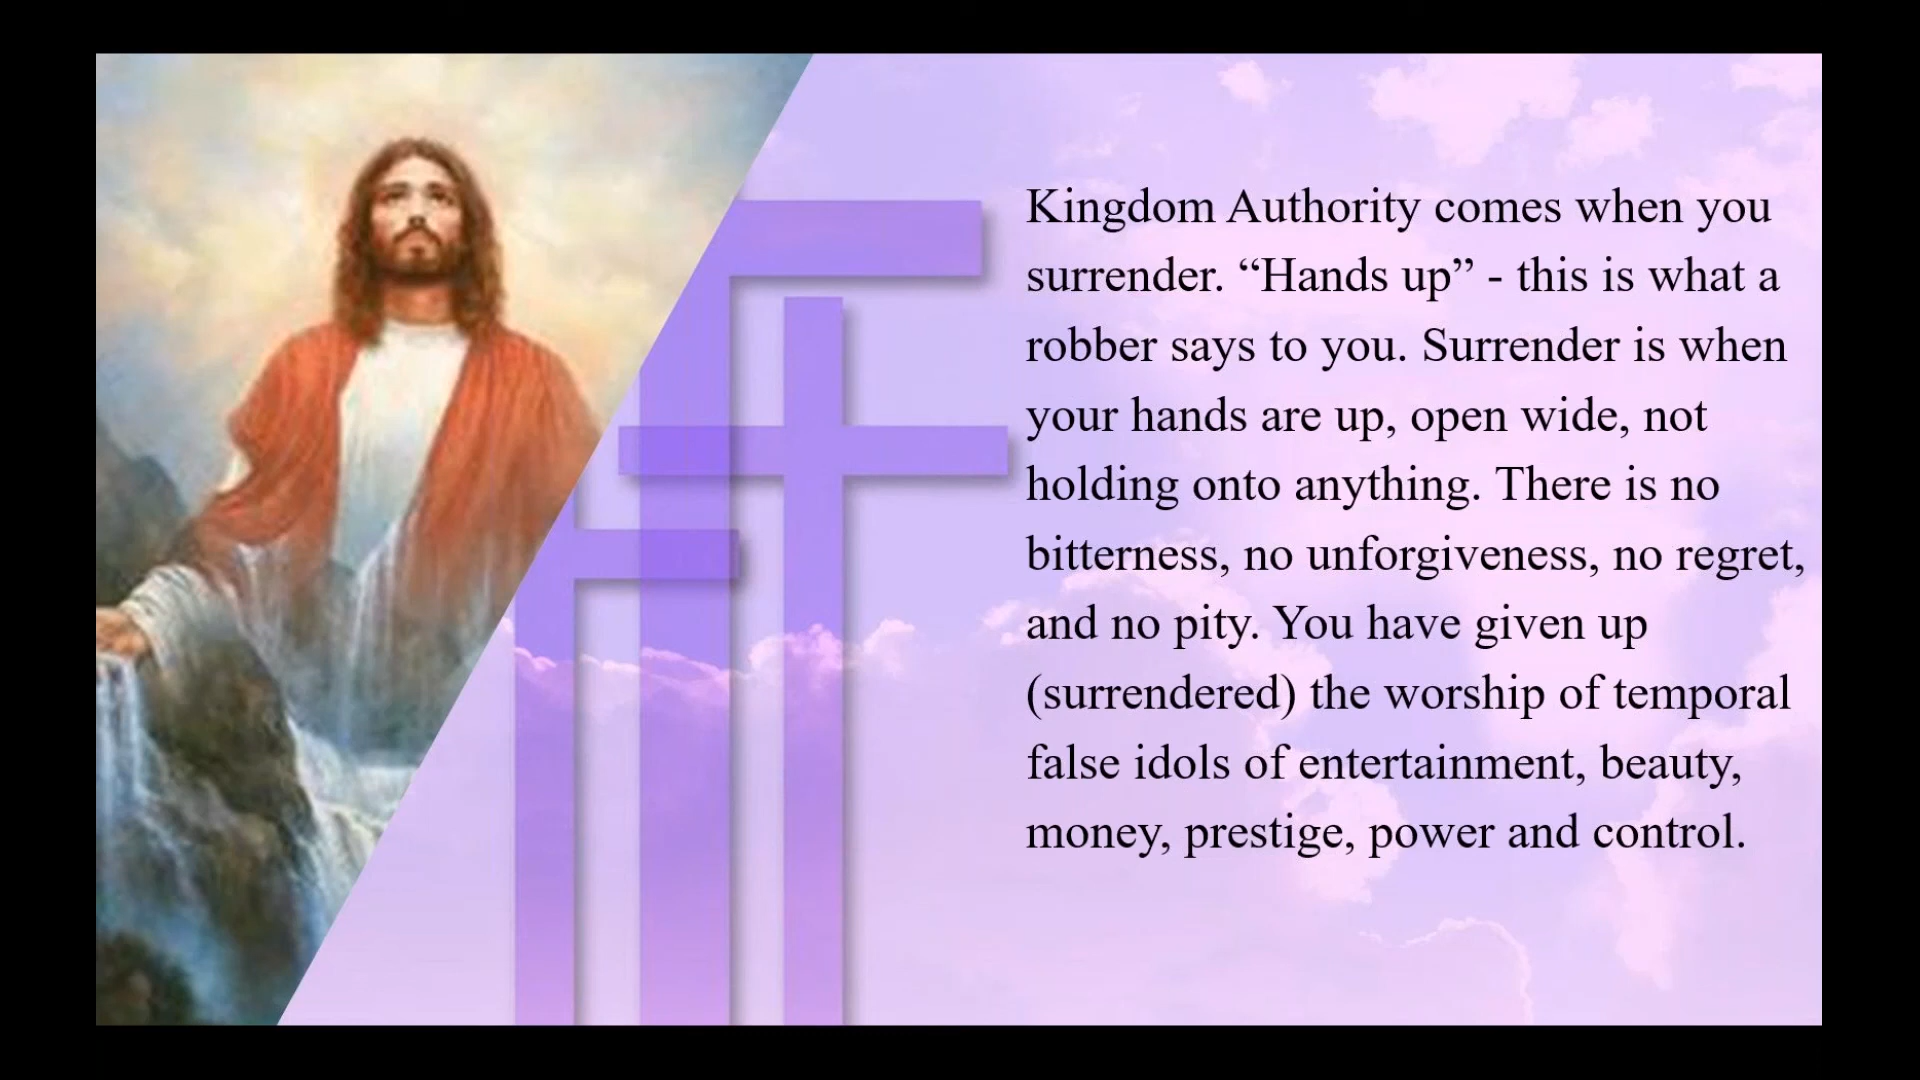 Kingdom Authority comes when you
surrender. “Hands up” - this is what a
robber says to you. Surrender is when
your hands are up, open wide, not
holding onto anything. There is no
bitterness, no unforgiveness, no regret,
and no pity. You have given up
(surrendered) the worship of temporal
false idols of entertainment, beauty,
money, prestige, power and control.